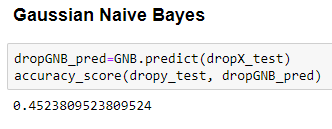 Gaussian Naive Bayes
dropGNB_pred=GNB.predict(dropX_test)
accuracy_score(dropy_test, dropGNB_pred)
0.4523809523809524